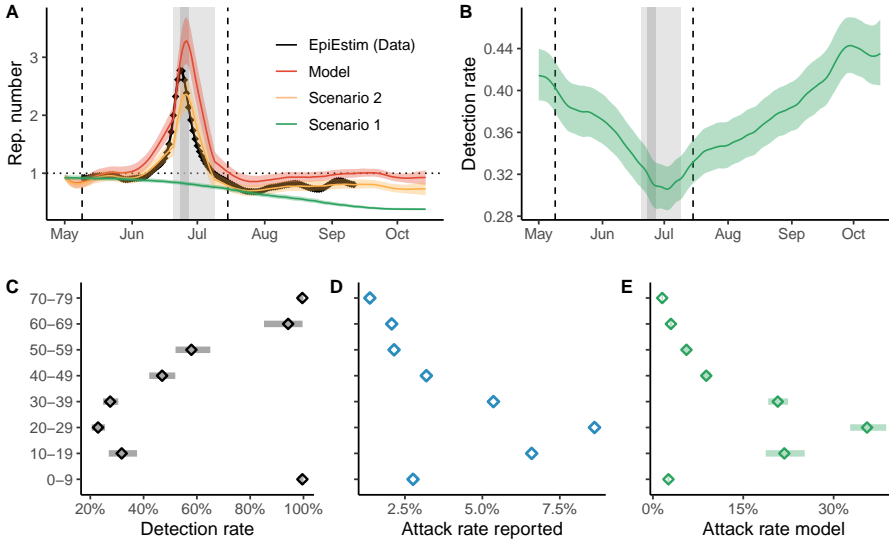 A
Rep. number
3
2
1
EpiEstim (Data)
Model
Scenario 2
Scenario 1
May
Jun
Jul
Aug
Sep
Oct
B
Detection rate
0.44
0.40
0.36
0.32
0.28
May
Jun
Jul
Aug
Sep
Oct
C
70–79
60–69
50–59
40–49
30–39
20–29
10–19
0–9
20%
40%
60%
80%
100%
Detection rate
D
2.5%
5.0%
7.5%
Attack rate reported
E
0%
15%
30%
Attack rate model